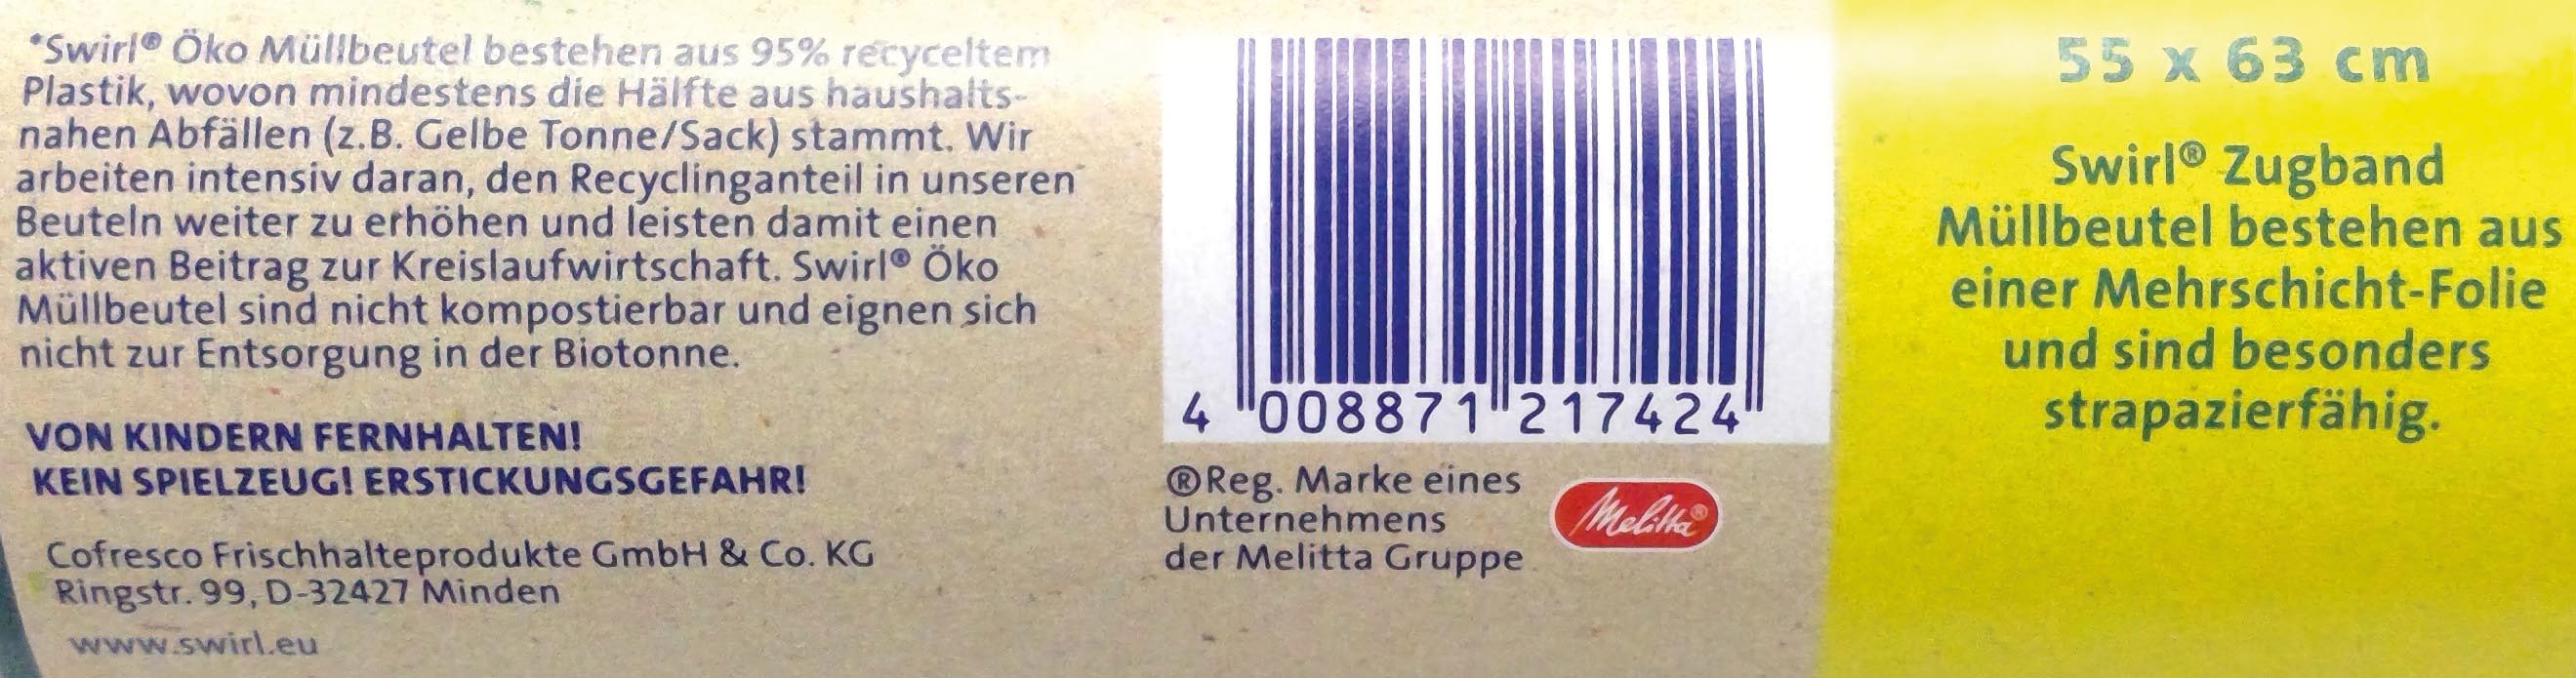 *Swirl® Öko Müllbeutel bestehen aus 95% recyceltem
Plastik, wovon mindestens die Hälfte aus haushalts-
nahen Abfällen (z.B. Gelbe Tonne/Sack) stammt. Wir
arbeiten intensiv daran, den Recyclinganteil in unseren
Beuteln weiter zu erhöhen und leisten damit einen
aktiven Beitrag zur Kreislaufwirtschaft. Swirl® Öko
Müllbeutel sind nicht kompostierbar und eignen sich
nicht zur Entsorgung in der Biotonne.
VON KINDERN FERNHALTEN!
KEIN SPIELZEUG! ERSTICKUNGSGEFAHR!
Cofresco Frischhalteprodukte GmbH & Co. KG
Ringstr. 99, D-32427 Minden
www.swirl.eu
4 008871 217424
®Reg. Marke eines
Unternehmens
der Melitta Gruppe
Melitta®
55 x 63 cm
Swirl® Zugband
Müllbeutel bestehen aus
einer Mehrschicht-Folie
und sind besonders
strapazierfähig.